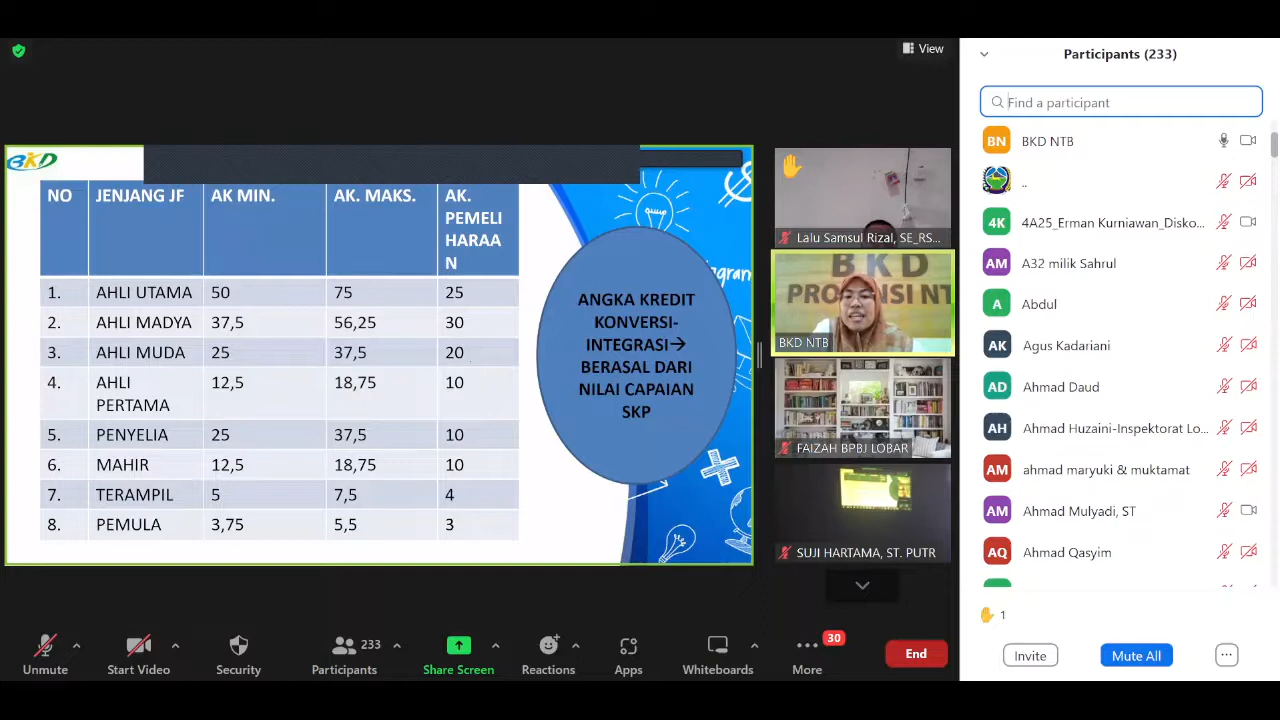 View
BKD
NO JENJANG JF AK MIN. AK. MAKS. AK.
PEMELI
HARAA
N
1. AHLI UTAMA 50 75 25
2. AHLI MADYA 37,5 56,25 30
3. AHLI MUDA 25 37,5 20
4. AHLI 12,5 18,75 10
PERTAMA
5. PENYELIA 25 37,5 10
6. MAHIR 12,5 18,75 10
7. TERAMPIL 5 7,5 4
8. PEMULA 3,75 5,5 3
ANGKA KREDIT
KONVERSI-
INTEGRASI→
BERASAL DARI
NILAI CAPAIAN
SKP
Lalu Samsul Rizal, SE_RS...
BKD
PROVINSI NT
BKD NTB
FAIZAH BPBJ LOBAR
SUJI HARTAMA, ST. PUTR
Participants (233)
Find a participant
BN BKD NTB
..
4K 4A25_Erman Kurniawan_Disko...
AM A32 milik Sahrul
A Abdul
AK Agus Kadariani
AD Ahmad Daud
AH Ahmad Huzaini-Inspektorat Lo...
AM ahmad maryuki & muktamat
AM Ahmad Mulyadi, ST
AQ Ahmad Qasyim
1
Invite Mute All ...
233 30
Unmute Start Video Security Participants Share Screen Reactions Apps Whiteboards More End